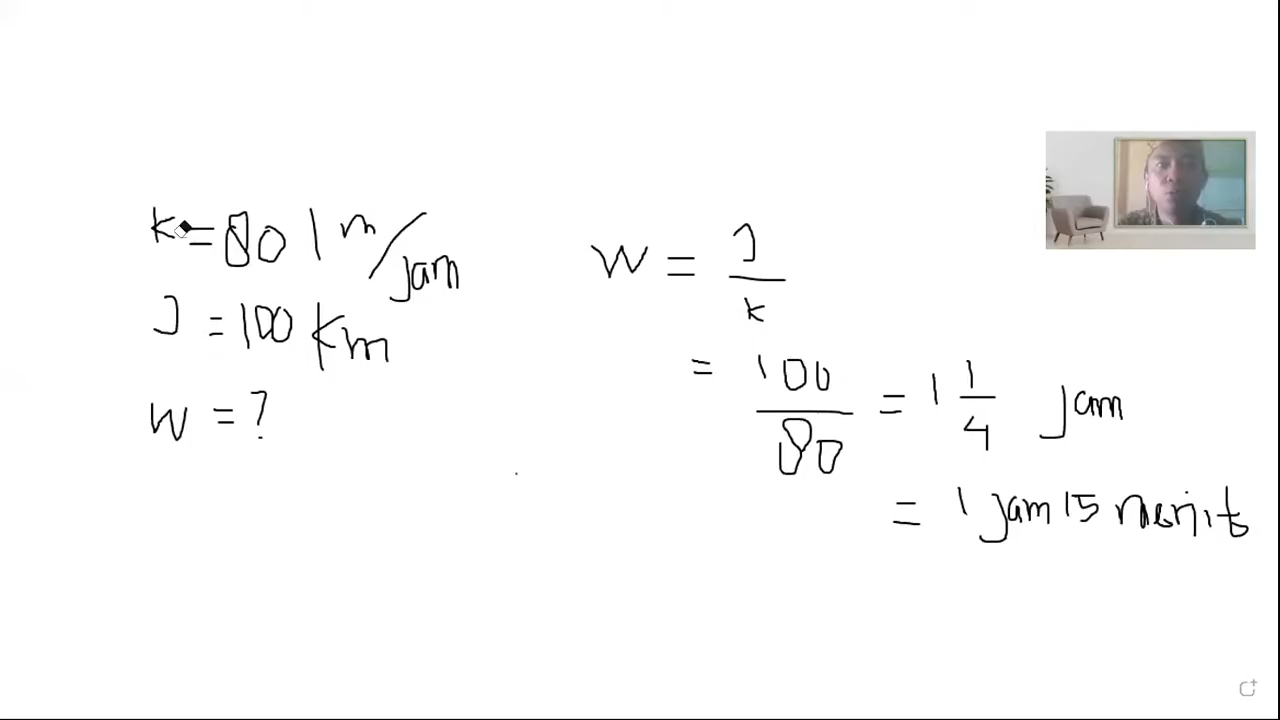 K = 80 km/jam
J = 100 km
W = ?
W = J/K
= 100/80 = 1 1/4 jam
= 1 jam 15 menit